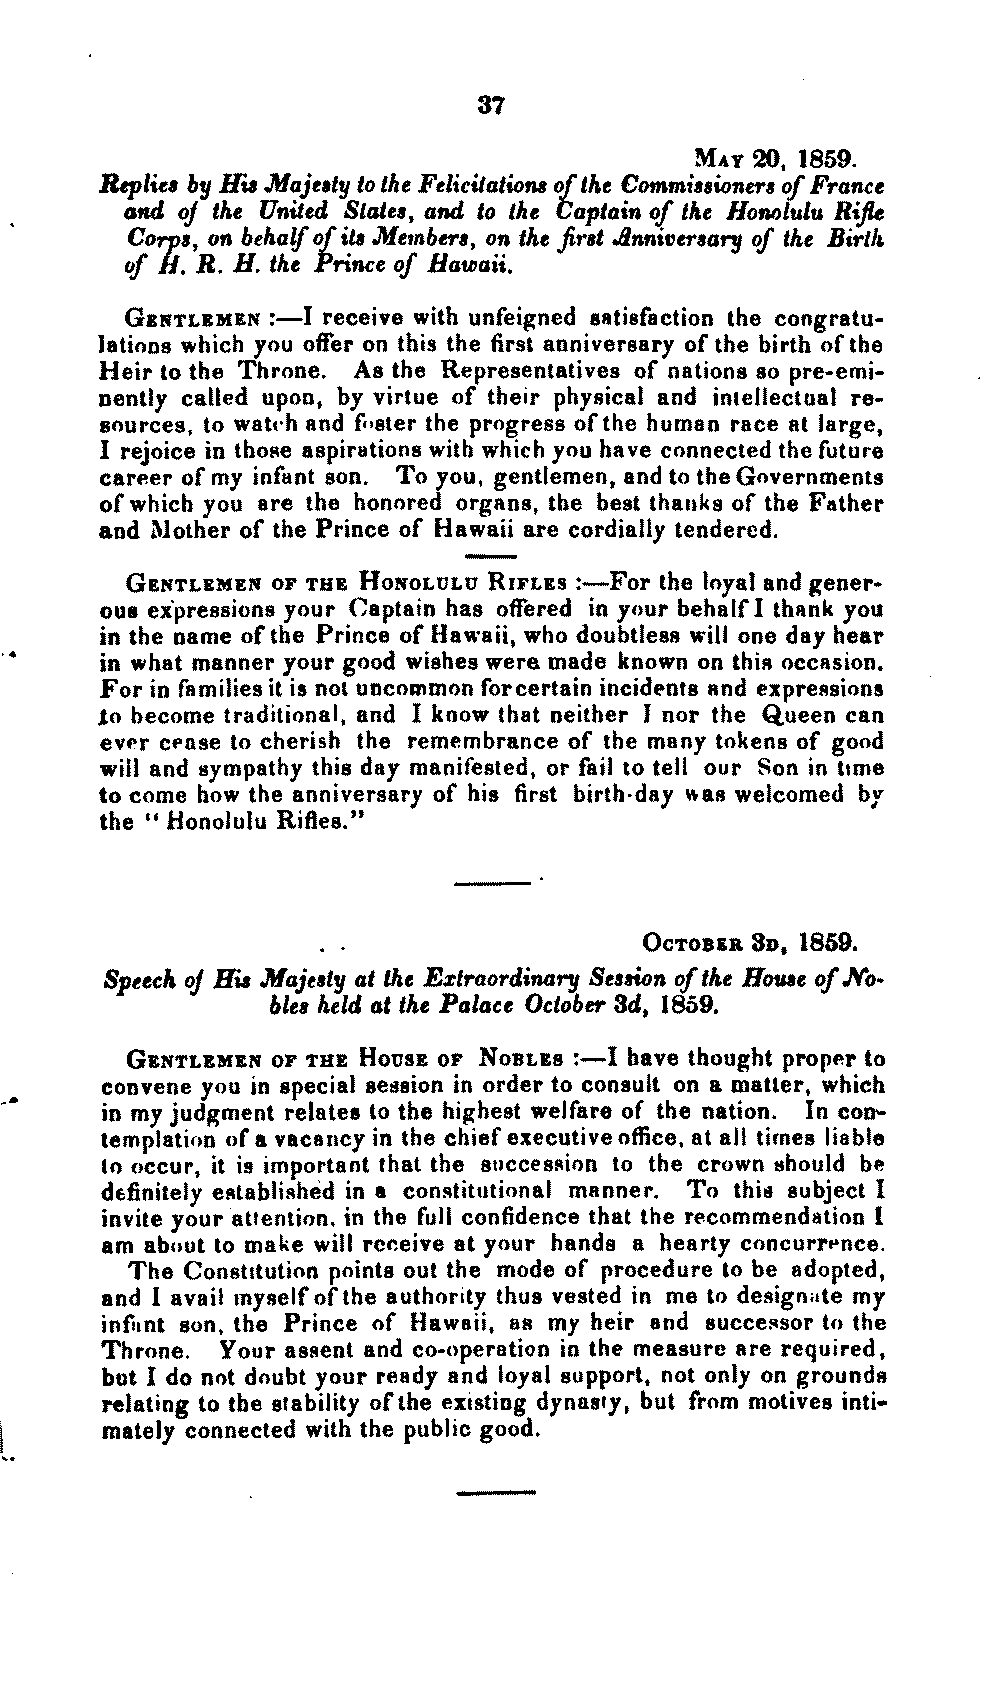 37
MAY 20, 1859.
Replies by His Majesty to the Felicitations of the Commissioners of France
and of the United States, and to the Captain of the Honolulu Rifle
Corps, on behalf of its Members, on the first Anniversary of the Birth
of H. R. H. the Prince of Hawaii.
GENTLEMEN :—I receive with unfeigned satisfaction the congratu-
lations which you offer on this the first anniversary of the birth of the
Heir to the Throne. As the Representatives of nations so pre-emi-
nently called upon, by virtue of their physical and intellectual re-
sources, to watch and foster the progress of the human race at large,
I rejoice in those aspirations with which you have connected the future
career of my infant son. To you, gentlemen, and to the Governments
of which you are the honored organs, the best thanks of the Father
and Mother of the Prince of Hawaii are cordially tendered.
GENTLEMEN OF THE HONOLULU RIFLES :—For the loyal and gener-
ous expressions your Captain has offered in your behalf I thank you
in the name of the Prince of Hawaii, who doubtless will one day hear
in what manner your good wishes were made known on this occasion.
For in families it is not uncommon for certain incidents and expressions
to become traditional, and I know that neither I nor the Queen can
ever cease to cherish the remembrance of the many tokens of good
will and sympathy this day manifested, or fail to tell our Son in time
to come how the anniversary of his first birth-day was welcomed by
the "Honolulu Rifles."
OCTOBER 3D, 1859.
Speech of His Majesty at the Extraordinary Session of the House of No-
bles held at the Palace October 3d, 1859.
GENTLEMEN OF THE HOUSE OF NOBLES :—I have thought proper to
convene you in special session in order to consult on a matter, which
in my judgment relates to the highest welfare of the nation. In con-
templation of a vacancy in the chief executive office, at all times liable
to occur, it is important that the succession to the crown should be
definitely established in a constitutional manner. To this subject I
invite your attention, in the full confidence that the recommendation I
am about to make will receive at your hands a hearty concurrence.
The Constitution points out the mode of procedure to be adopted,
and I avail myself of the authority thus vested in me to designate my
infant son, the Prince of Hawaii, as my heir and successor to the
Throne. Your assent and co-operation in the measure are required,
but I do not doubt your ready and loyal support, not only on grounds
relating to the stability of the existing dynasty, but from motives inti-
mately connected with the public good.